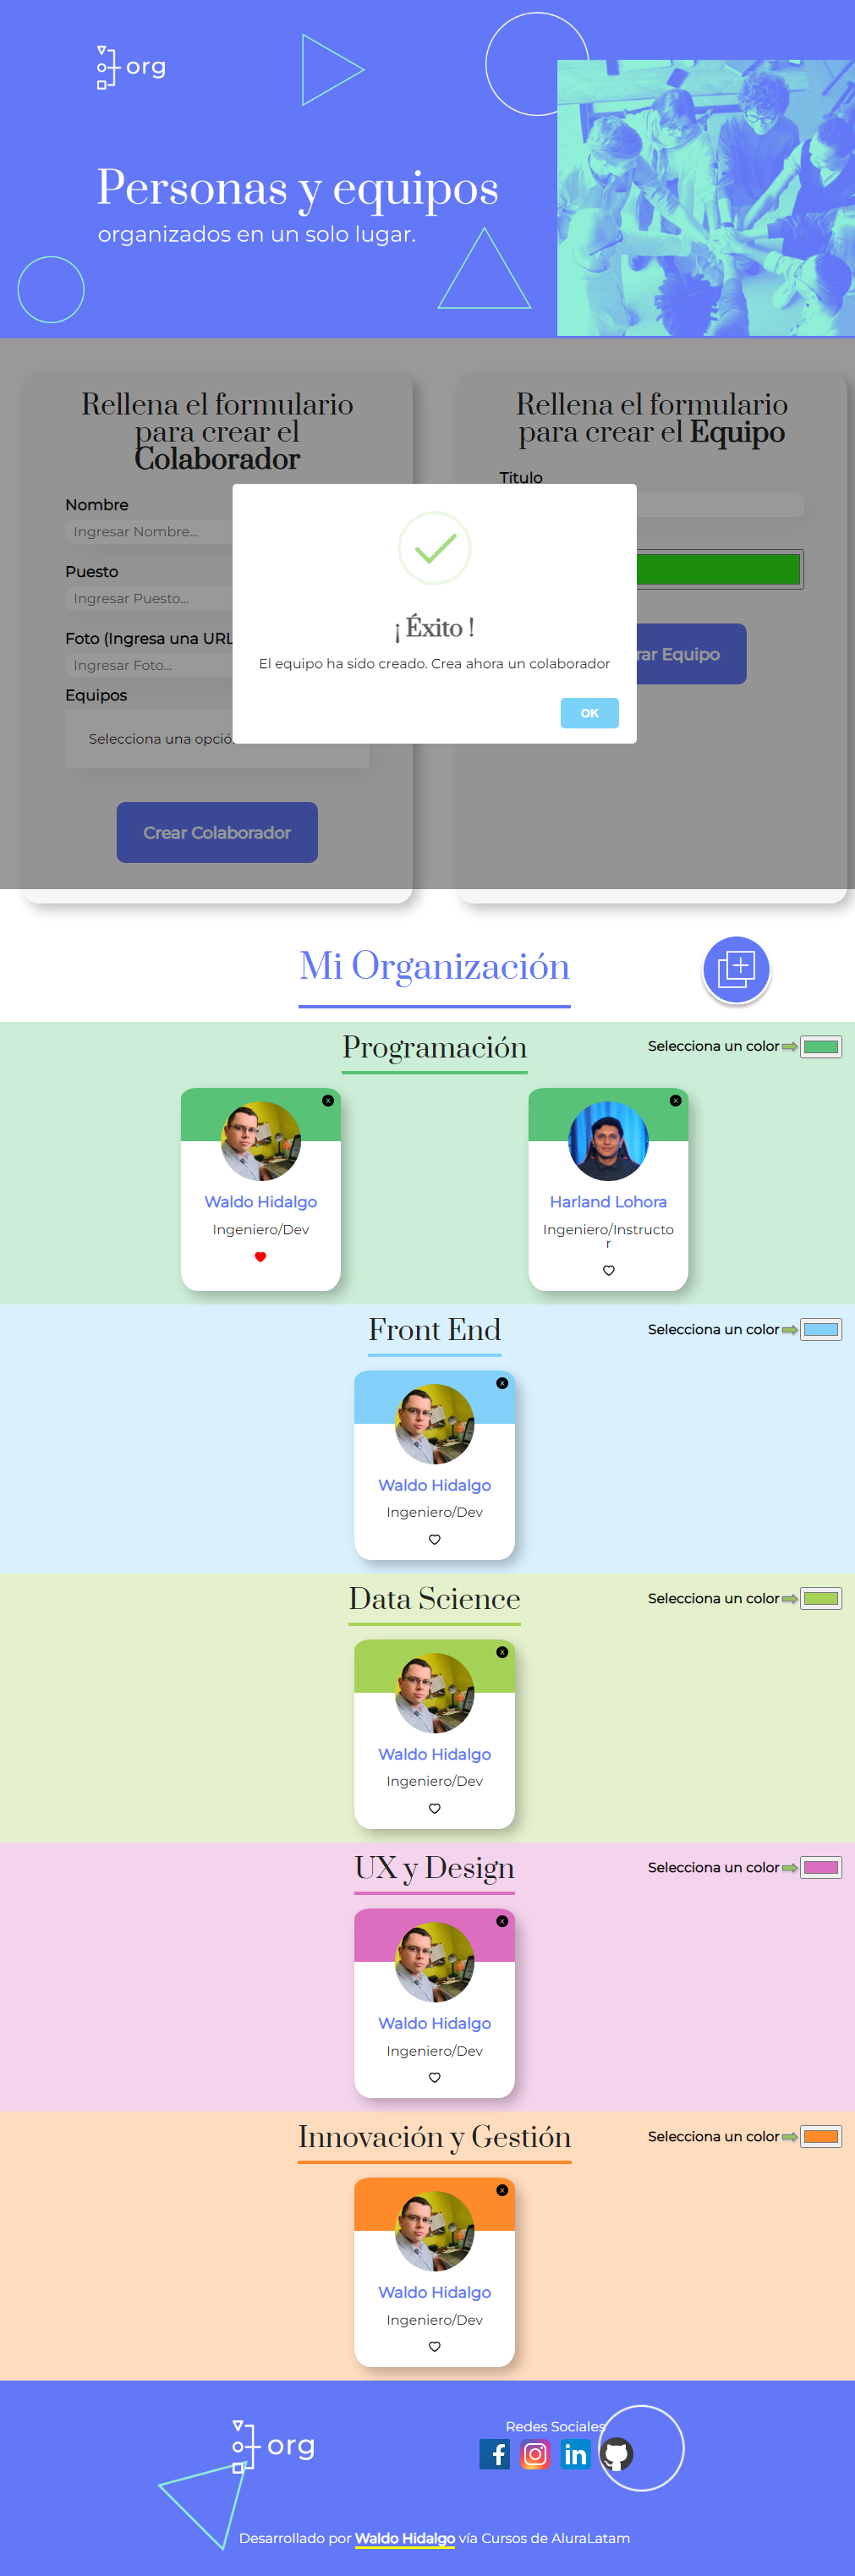 org
Personas y equipos
organizados en un solo lugar.
Rellena el formulario
para crear el
Colaborador
Nombre
Ingresar Nombre...
Puesto
Ingresar Puesto...
Foto (Ingresa una URL
Ingresar Foto...
Equipos
Selecciona una
Crear Colaborador
Rellena el formulario
para crear el Equipo
Titulo
Equipo
¡ Éxito !
El equipo ha sido creado. Crea ahora un colaborador
OK
Mi Organización
Programación
Selecciona un color
X
Waldo Hidalgo
Ingeniero/Dev
X
Harland Lohora
Ingeniero/Instructo
r
Front End
Selecciona un color
X
Waldo Hidalgo
Ingeniero/Dev
Data Science
Selecciona un color
X
Waldo Hidalgo
Ingeniero/Dev
UX y Design
Selecciona un color
X
Waldo Hidalgo
Ingeniero/Dev
Innovación y Gestión
Selecciona un color
X
Waldo Hidalgo
Ingeniero/Dev
org
Redes Sociales
Desarrollado por Waldo Hidalgo vía Cursos de AluraLatam